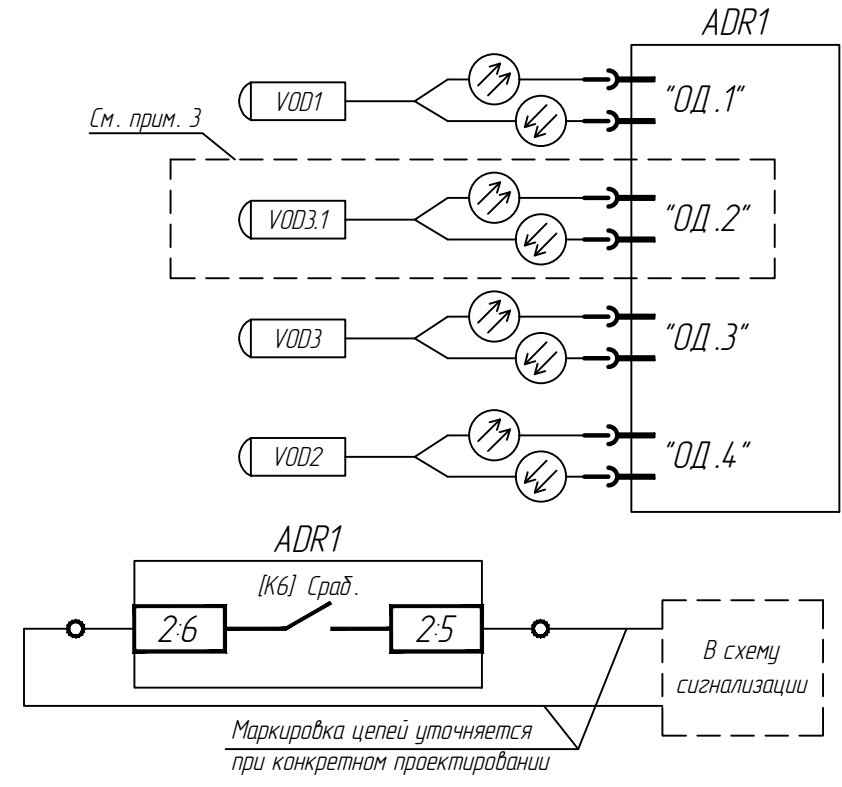 ADR1
VOD1
"ОД.1"
См. прим. 3
VOD3.1
"ОД.2"
VOD3
"ОД.3"
VOD2
"ОД.4"
ADR1
[K6] Сраб.
2:6
2:5
В схему
сигнализации
Маркировка цепей уточняется
при конкретном проектировании